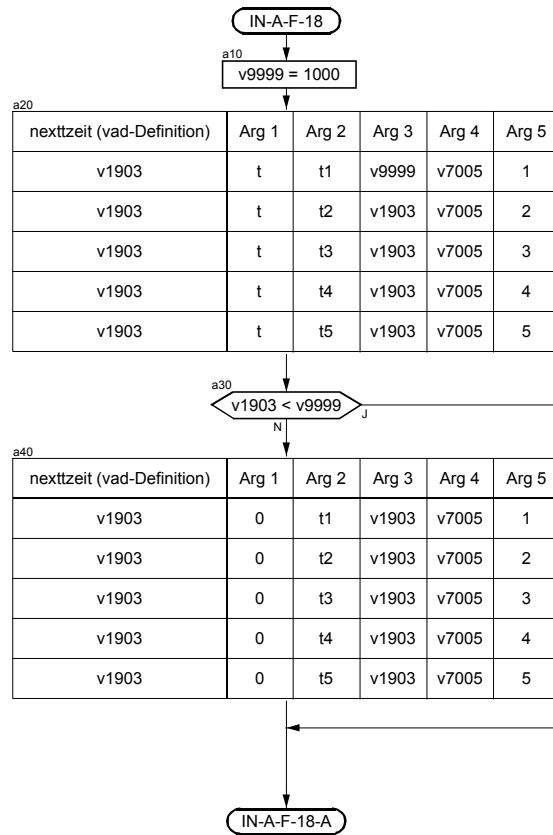 IN-A-F-18
a10
v9999 = 1000
a20
nexttzeit (vad-Definition) Arg 1 Arg 2 Arg 3 Arg 4 Arg 5
v1903 t t1 v9999 v7005 1
v1903 t t2 v1903 v7005 2
v1903 t t3 v1903 v7005 3
v1903 t t4 v1903 v7005 4
v1903 t t5 v1903 v7005 5
a30
v1903 < v9999
J
N
a40
nexttzeit (vad-Definition) Arg 1 Arg 2 Arg 3 Arg 4 Arg 5
v1903 0 t1 v1903 v7005 1
v1903 0 t2 v1903 v7005 2
v1903 0 t3 v1903 v7005 3
v1903 0 t4 v1903 v7005 4
v1903 0 t5 v1903 v7005 5
IN-A-F-18-A